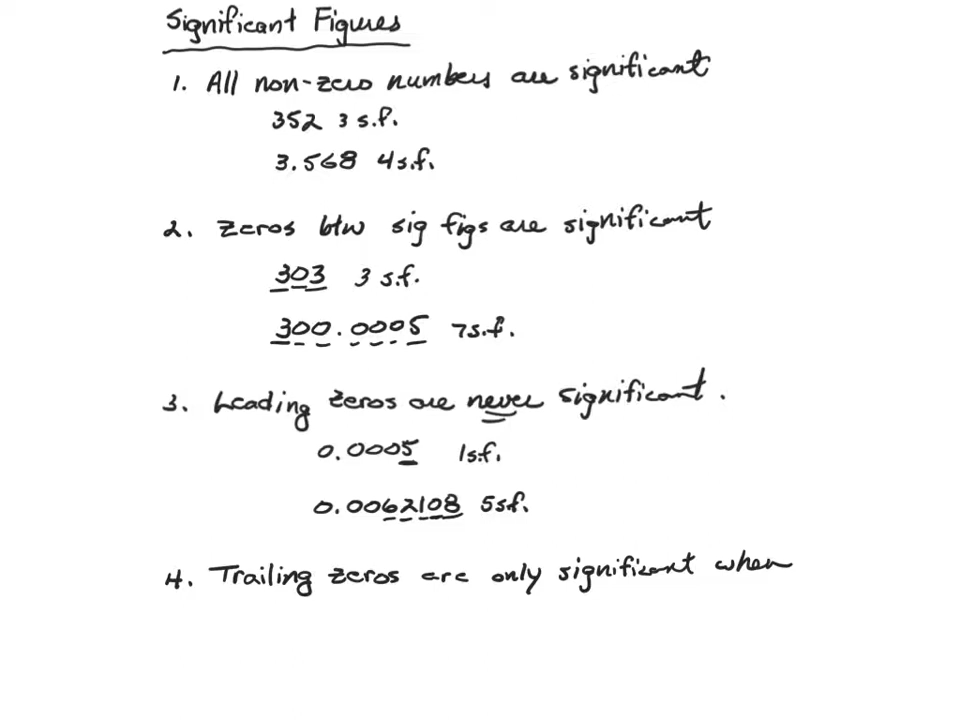 Significant Figures
1. All non-zero numbers are significant
352 3 s.f.
3.568 4 s.f.
2. Zeros btw sig figs are significant
303 3 s.f.
300.0005 7 s.f.
3. Leading zeros are never significant.
0.0005 1 s.f.
0.0062108 5 s.f.
4. Trailing zeros are only significant when